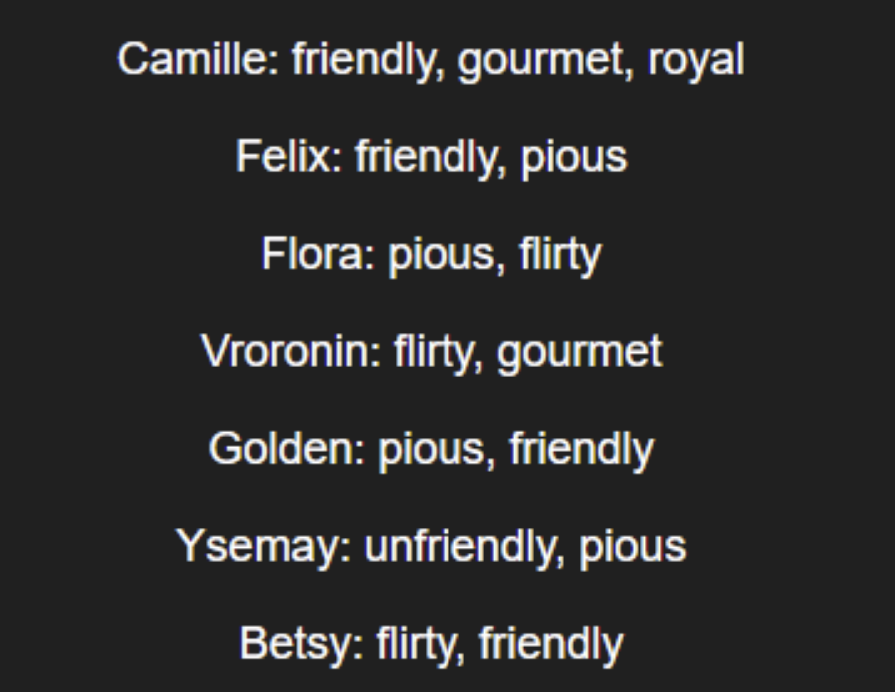 Camille: friendly, gourmet, royal
Felix: friendly, pious
Flora: pious, flirty
Vroronin: flirty, gourmet
Golden: pious, friendly
Ysemay: unfriendly, pious
Betsy: flirty, friendly